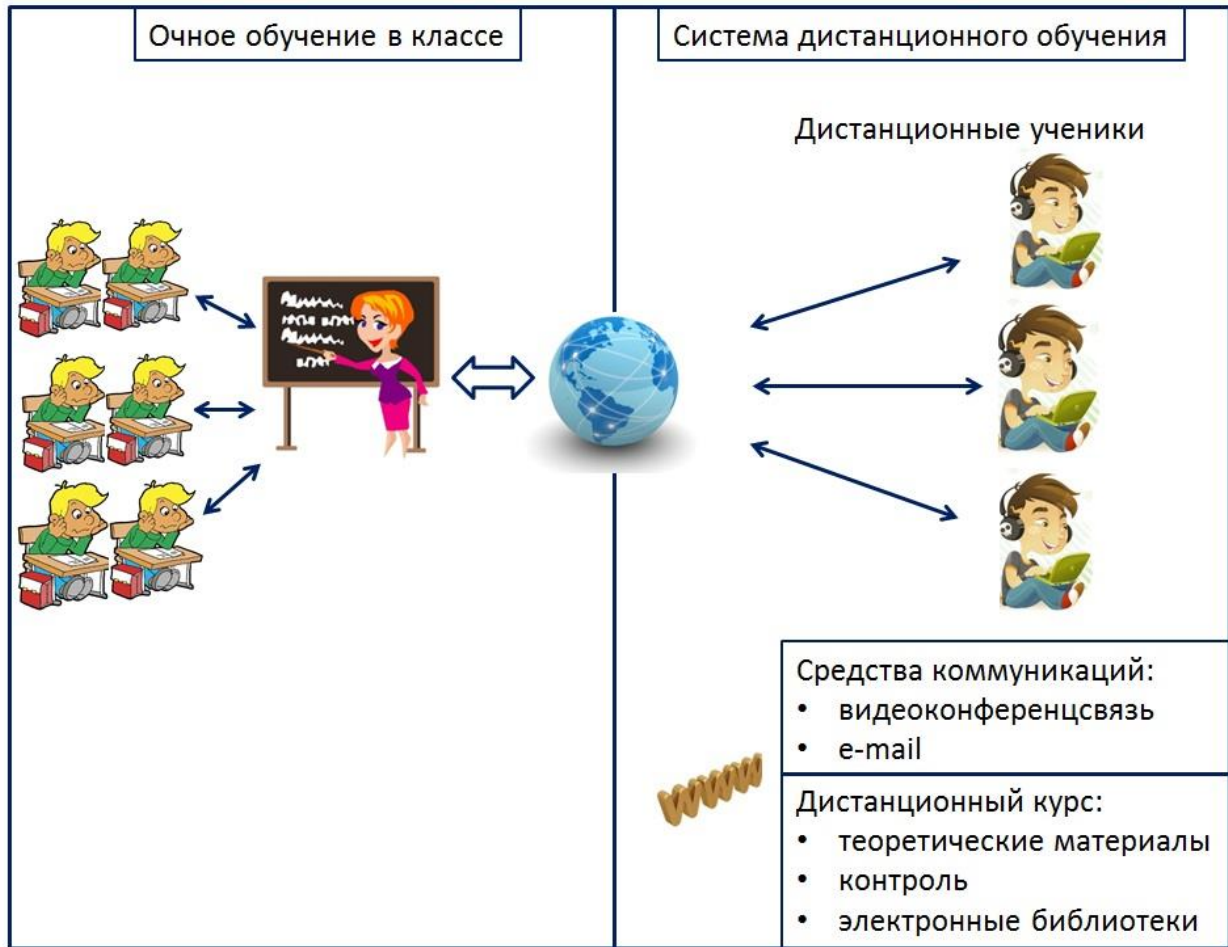 Очное обучение в классе
Система дистанционного обучения
Дистанционные ученики
Средства коммуникаций:
• видеоконференцсвязь
• e-mail
www
Дистанционный курс:
• теоретические материалы
• контроль
• электронные библиотеки